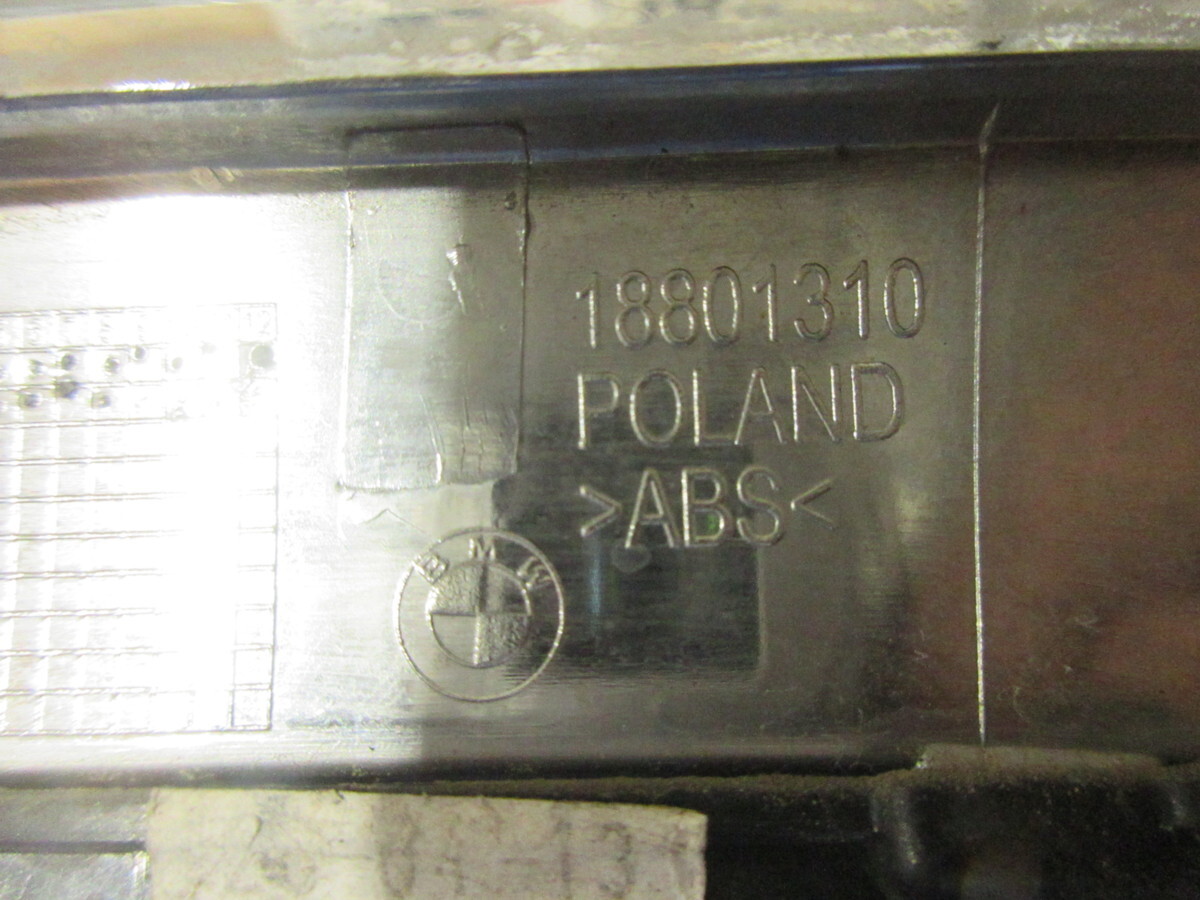 18801310
POLAND
>ABS<
BMW